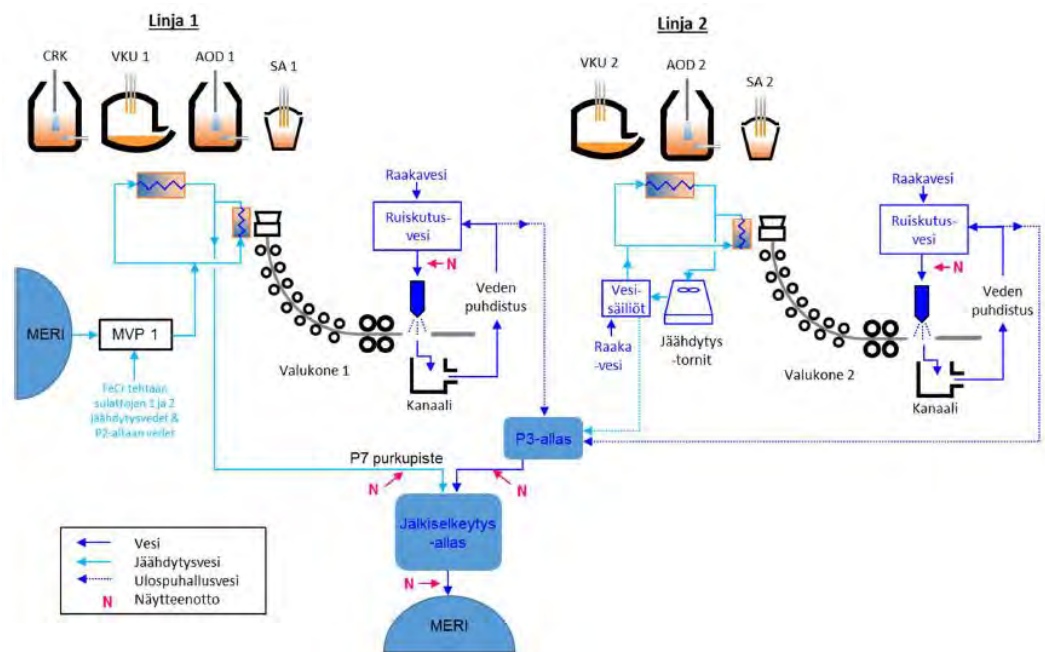 Linja 1
CRK
VKU 1
AOD 1
SA 1
Raakavesi
Ruiskutus-
vesi
N
Veden
puhdistus
MERI
MVP 1
FeCr tehtaan
sulattojen 1 ja 2
jäähdytysvedet &
P2-altaan vedet
Valukone 1
Kanaali
Linja 2
VKU 2
AOD 2
SA 2
Raakavesi
Ruiskutus-
vesi
N
Veden
puhdistus
Vesi-
säiliöt
Raaka
-vesi
Jäähdytys
-tornit
Valukone 2
Kanaali
P3-allas
P7 purkupiste
N
N
Jälkiselkeytys
-allas
N
MERI
Vesi
Jäähdytysvesi
Ulospuhallusvesi
N
Näytteenotto